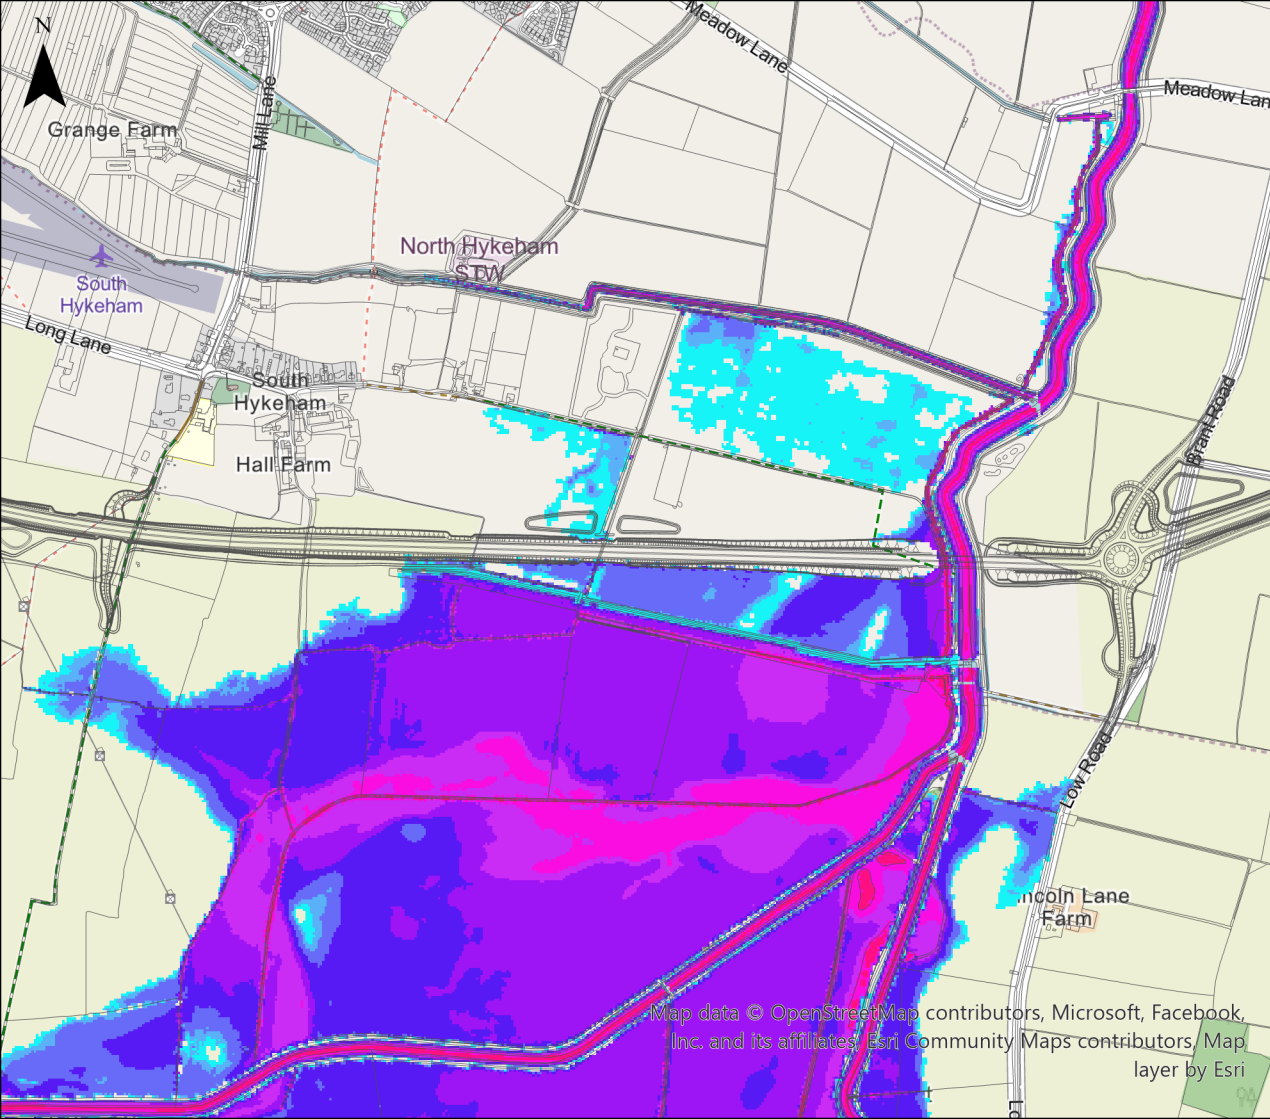 N
Meadow Lane
Meadow Lan
Mill Lane
Grange Farm
North Hykeham
STW
South
Hykeham
Long Lane
South
Hykeham
Hall Farm
Brant Road
Low Road
ncoln Lane
Farm
Map data © OpenStreetMap contributors, Microsoft, Facebook,
Inc. and its affiliates, Esri Community Maps contributors, Map
layer by Esri
Lo